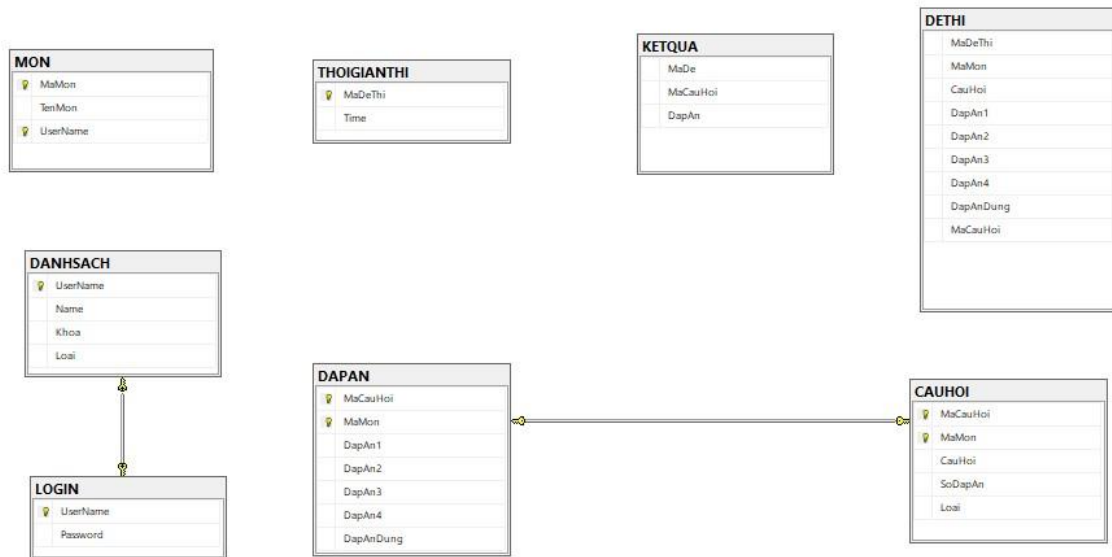 MON
MaMon
TenMon
UserName
THOIGIANTHI
MaDeThi
Time
KETQUA
MaDe
MaCauHoi
DapAn
DETHI
MaDeThi
MaMon
CauHoi
DapAn1
DapAn2
DapAn3
DapAn4
DapAnDung
MaCauHoi
DANHSACH
UserName
Name
Khoa
Loai
LOGIN
UserName
Password
DAPAN
MaCauHoi
MaMon
DapAn1
DapAn2
DapAn3
DapAn4
DapAnDung
CAUHOI
MaCauHoi
MaMon
CauHoi
SoDapAn
Loai